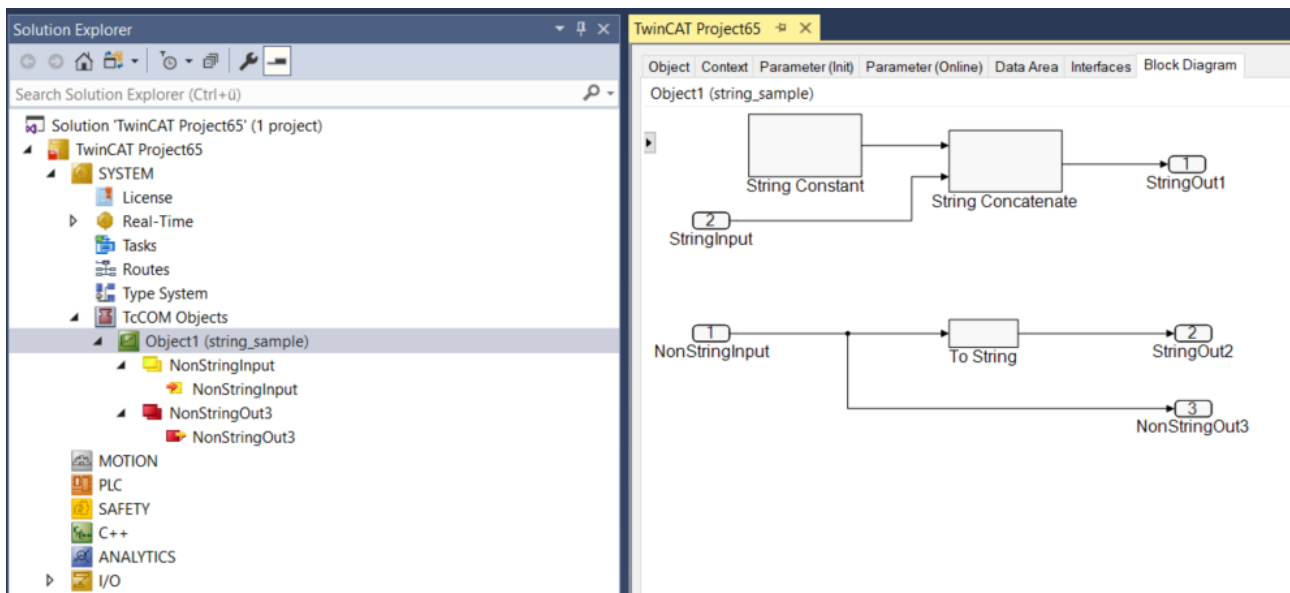 Solution Explorer
Search Solution Explorer (Ctrl+ü)
Solution 'TwinCAT Project65' (1 project)
TwinCAT Project65
SYSTEM
License
Real-Time
Tasks
Routes
Type System
TcCOM Objects
Object1 (string_sample)
NonStringInput
NonStringInput
NonStringOut3
NonStringOut3
MOTION
PLC
SAFETY
C++
ANALYTICS
I/O
TwinCAT Project65
Object Context Parameter (Init) Parameter (Online) Data Area Interfaces Block Diagram
Object1 (string_sample)
String Constant
String Concatenate
1
StringOut1
2
StringInput
1
NonStringInput
To String
2
StringOut2
3
NonStringOut3